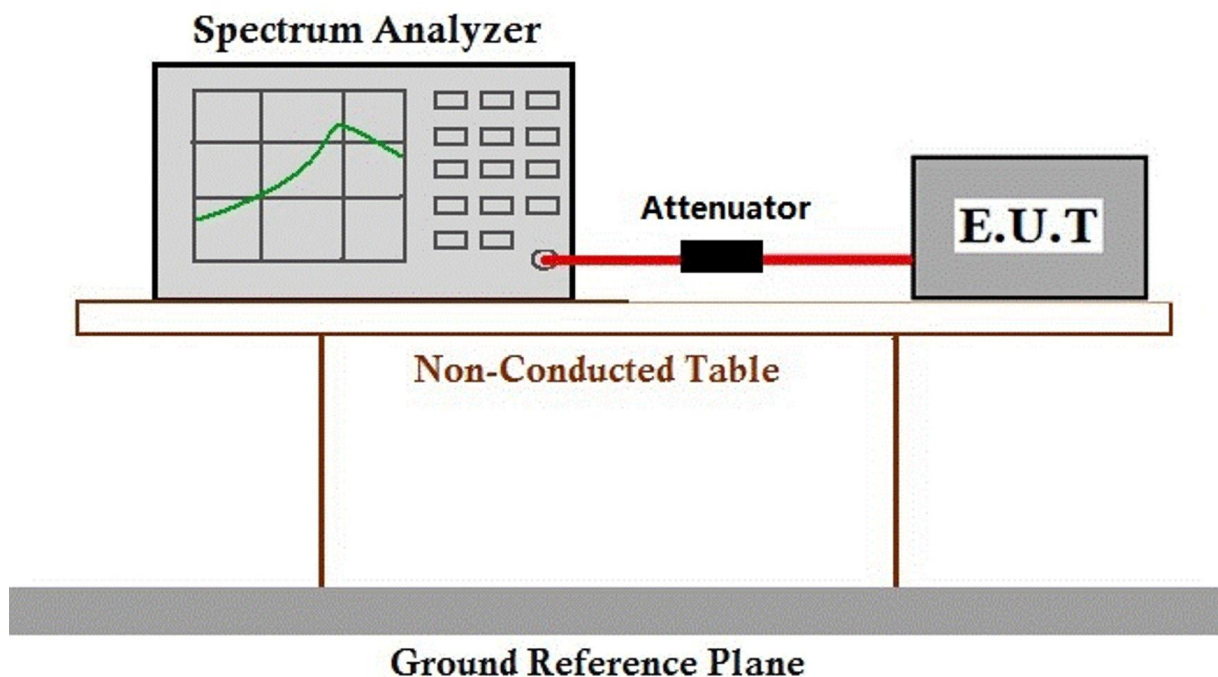 Spectrum Analyzer
Attenuator
E.U.T
Non-Conducted Table
Ground Reference Plane